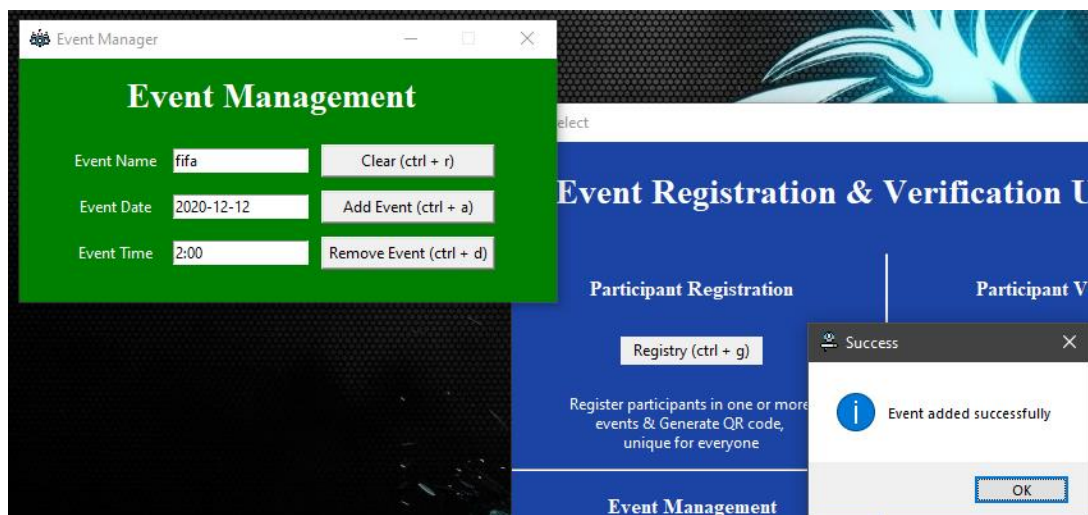 Event Manager
Event Management
Event Name fifa Clear (ctrl + r)
Event Date 2020-12-12 Add Event (ctrl + a)
Event Time 2:00 Remove Event (ctrl + d)
elect
Event Registration & Verification U
Participant Registration
Participant V
Registry (ctrl + g)
Register participants in one or more
events & Generate QR code,
unique for everyone
Event Management
Success
Event added successfully
OK